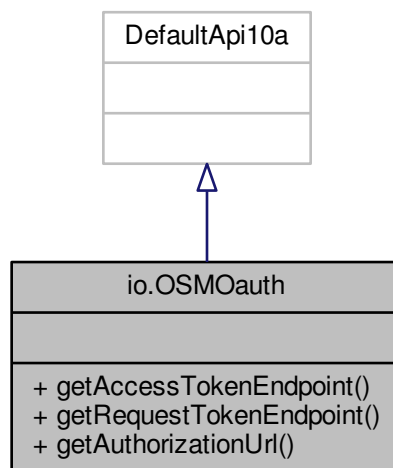 DefaultApi10a
io.OSMOauth
+ getAccessTokenEndpoint()
+ getRequestTokenEndpoint()
+ getAuthorizationUrl()